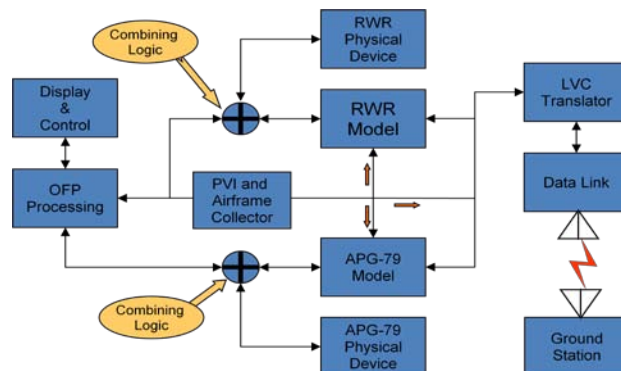 Combining
Logic
RWR
Physical
Device
Display
&
Control
RWR
Model
LVC
Translator
OFP
Processing
PVI and
Airframe
Collector
Data Link
APG-79
Model
Combining
Logic
APG-79
Physical
Device
Ground
Station